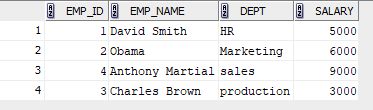 EMP_ID EMP_NAME DEPT SALARY
1 1 David Smith HR 5000
2 2 Obama Marketing 6000
3 4 Anthony Martial sales 9000
4 3 Charles Brown production 3000